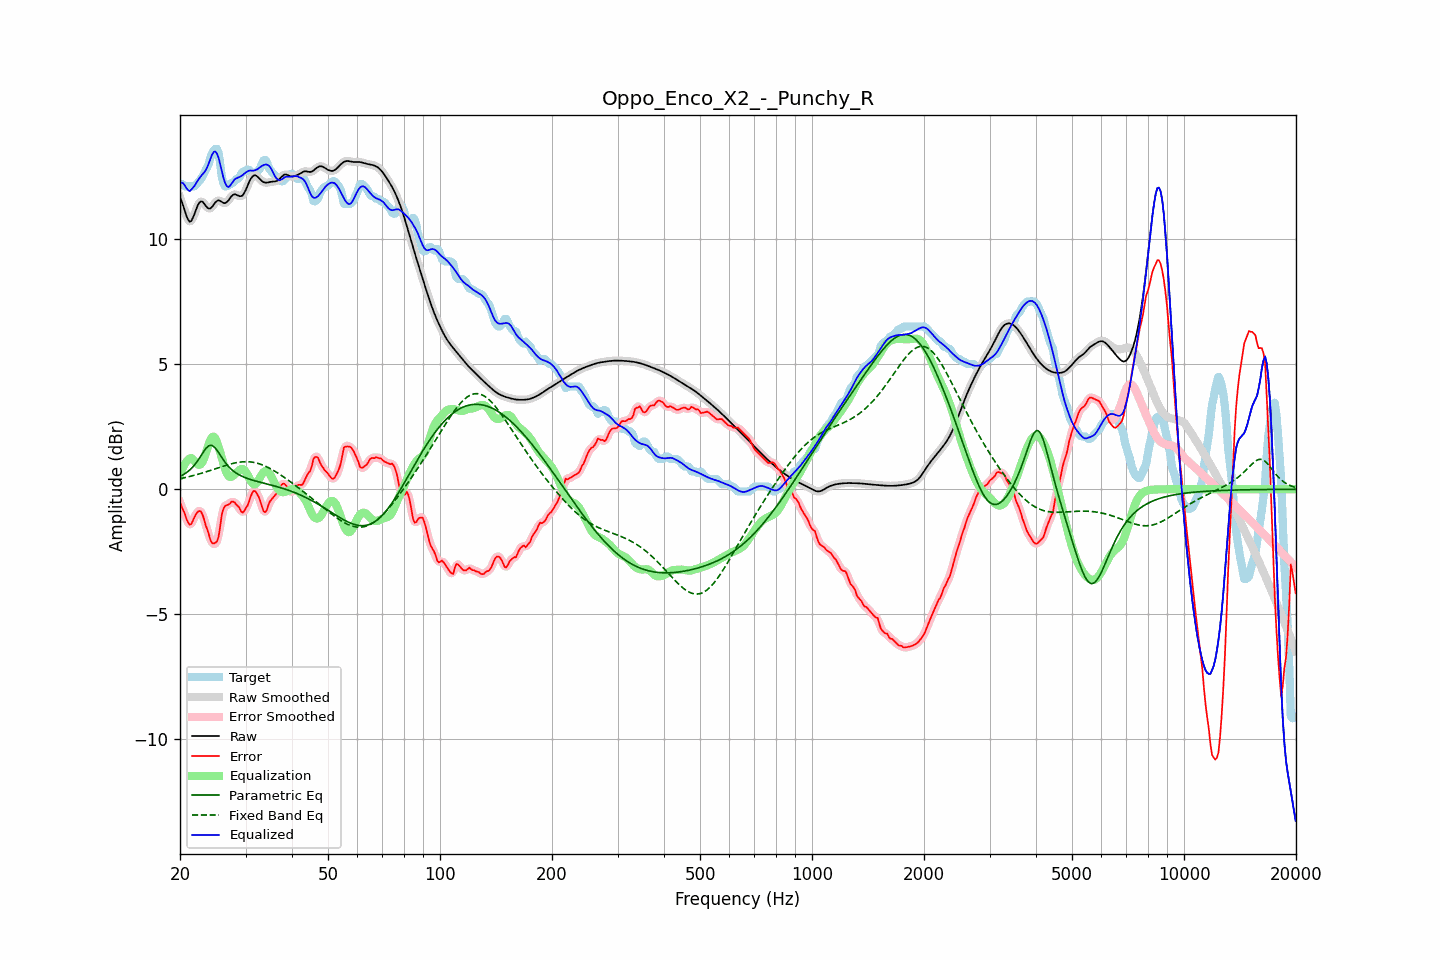 Oppo_Enco_X2_-_Punchy_R
Amplitude (dBr)
10
5
0
−5
−10
Target
Raw Smoothed
Error Smoothed
Raw
Error
Equalization
Parametric Eq
Fixed Band Eq
Equalized
20 50 100 200 500 1000 2000 5000 10000 20000
Frequency (Hz)